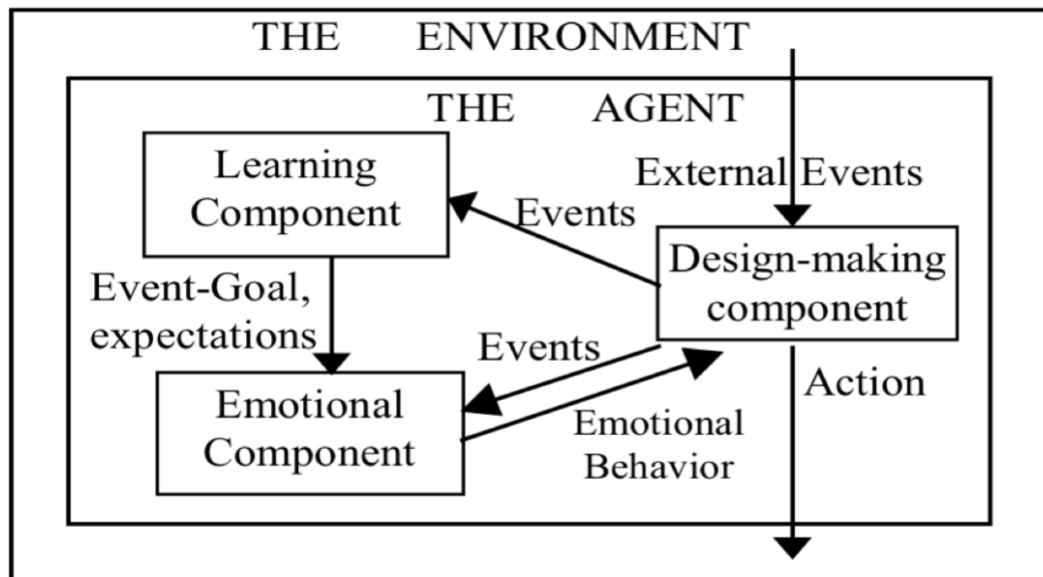 THE ENVIRONMENT
THE AGENT
Learning
Component
External Events
Events
Design-making
component
Event-Goal,
expectations
Events
Action
Emotional
Component
Emotional
Behavior